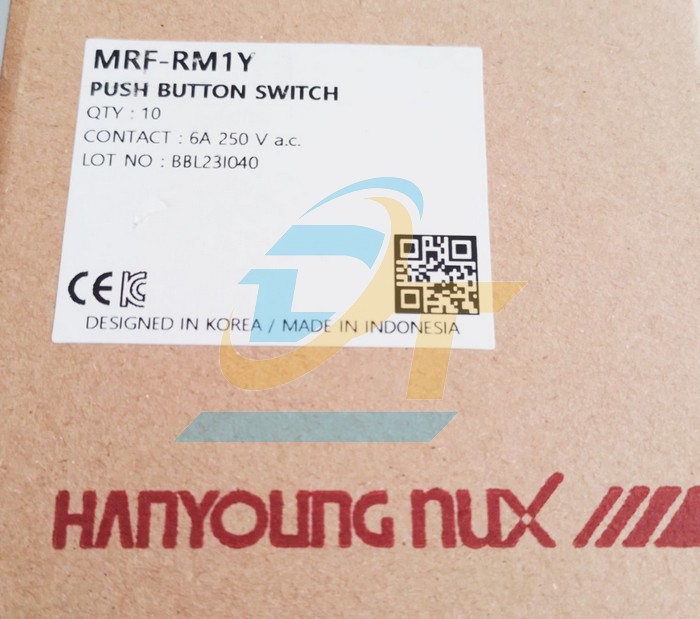 MRF-RM1Y
PUSH BUTTON SWITCH
QTY : 10
CONTACT : 6A 250 V a.c.
LOT NO : BBL23I040
CE
DESIGNED IN KOREA / MADE IN INDONESIA
DT
HANYOUNG nux